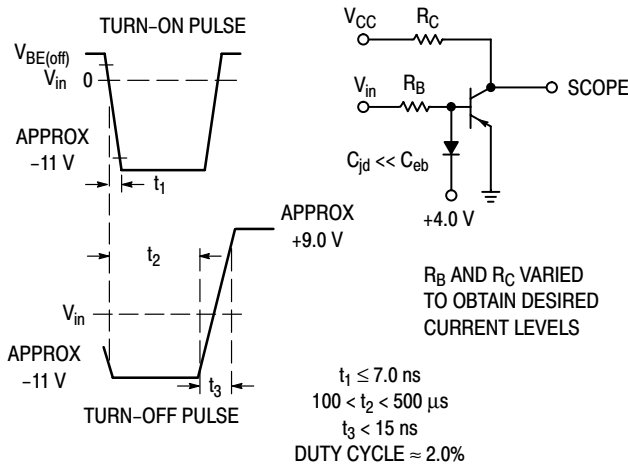 TURN–ON PULSE
V_BE(off)
V_in 0
APPROX
–11 V
t_1
t_2
APPROX
+9.0 V
V_in
APPROX
–11 V
t_3
TURN–OFF PULSE
V_CC
R_C
V_in
R_B
SCOPE
C_jd << C_eb
+4.0 V
R_B AND R_C VARIED
TO OBTAIN DESIRED
CURRENT LEVELS
t_1 ≤ 7.0 ns
100 < t_2 < 500 μs
t_3 < 15 ns
DUTY CYCLE ≈ 2.0%